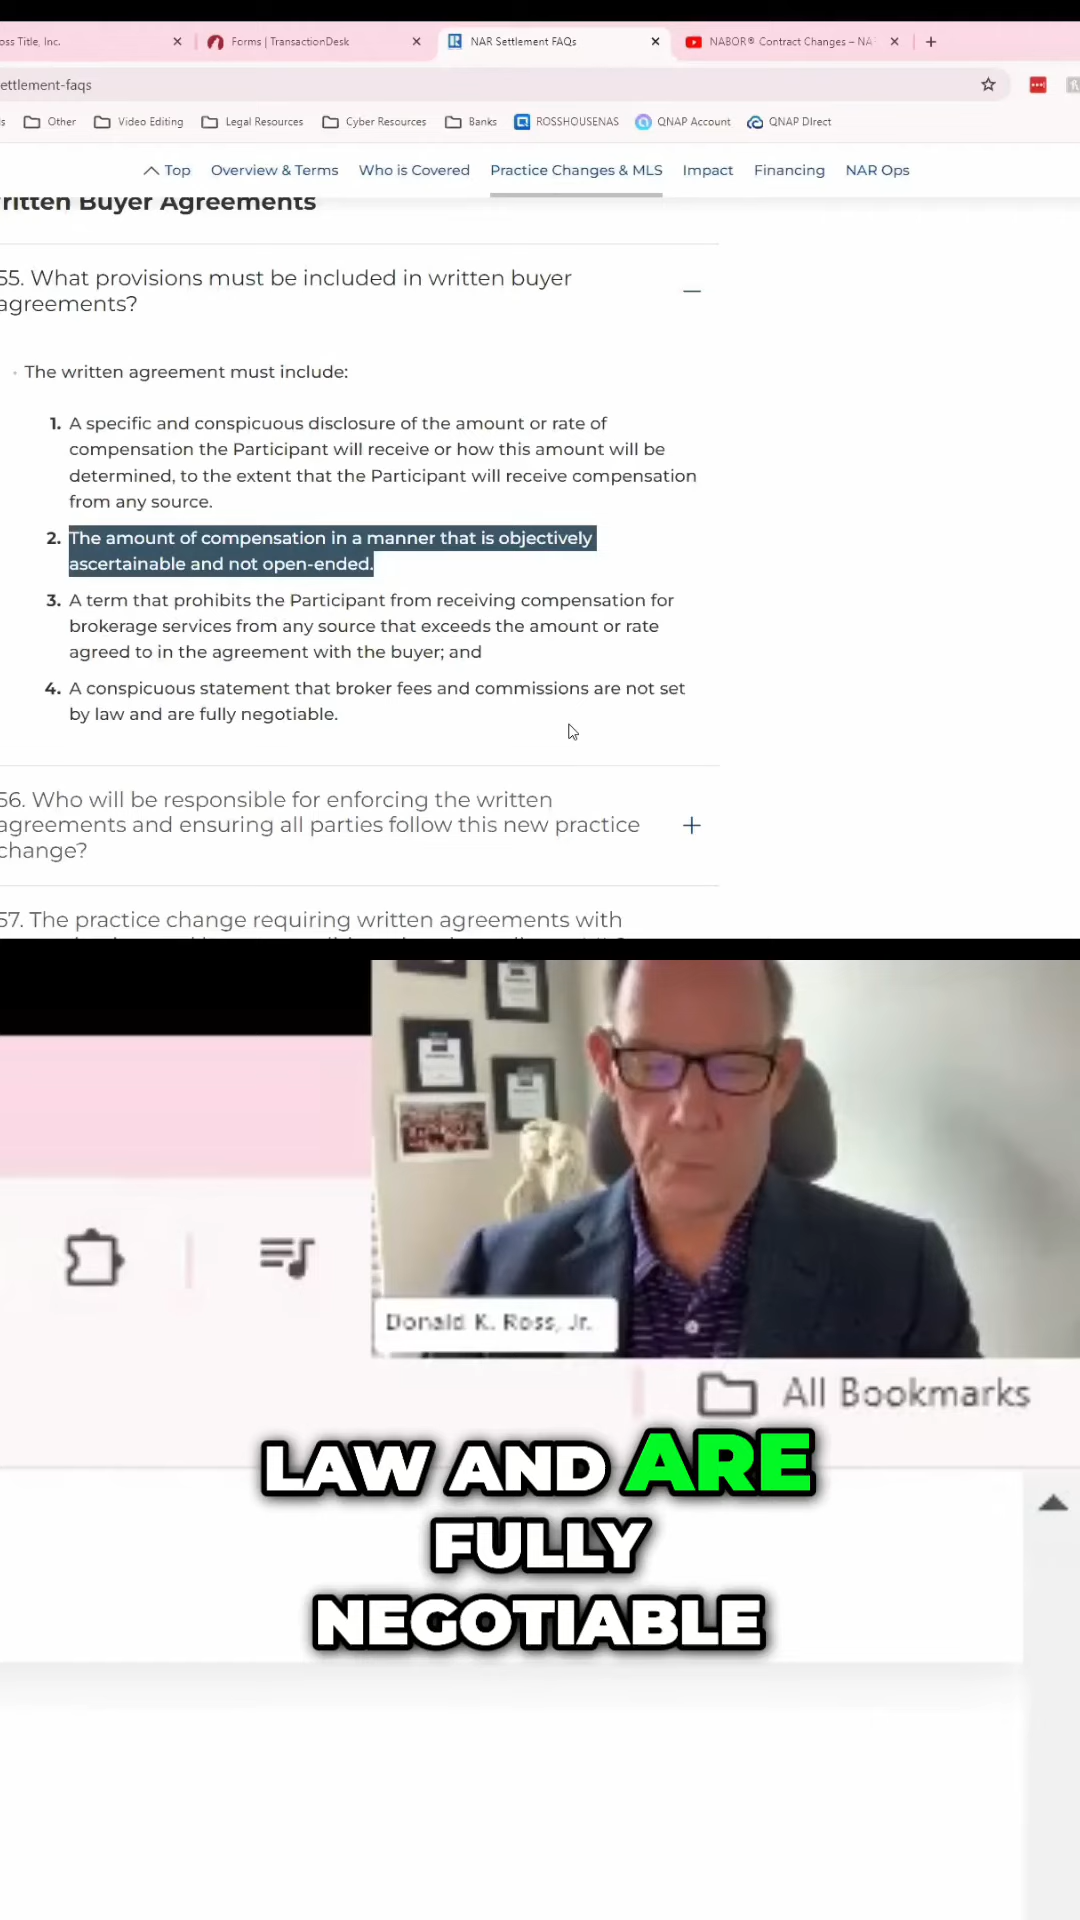 oss Title, Inc.
Forms | TransactionDesk
NAR Settlement FAQs
NABOR® Contract Changes – NA
ettlement-faqs
s
Other
Video Editing
Legal Resources
Cyber Resources
Banks
ROSSHOUSENAS
QNAP Account
QNAP DIrect
Top
Overview & Terms
Who is Covered
Practice Changes & MLS
Impact
Financing
NAR Ops
ritten Buyer Agreements
55. What provisions must be included in written buyer
agreements?
The written agreement must include:
1. A specific and conspicuous disclosure of the amount or rate of
compensation the Participant will receive or how this amount will be
determined, to the extent that the Participant will receive compensation
from any source.
2. The amount of compensation in a manner that is objectively
ascertainable and not open-ended.
3. A term that prohibits the Participant from receiving compensation for
brokerage services from any source that exceeds the amount or rate
agreed to in the agreement with the buyer; and
4. A conspicuous statement that broker fees and commissions are not set
by law and are fully negotiable.
56. Who will be responsible for enforcing the written
agreements and ensuring all parties follow this new practice
change?
57. The practice change requiring written agreements with
Donald K. Ross, Jr.
All Bookmarks
LAW AND ARE
FULLY
NEGOTIABLE